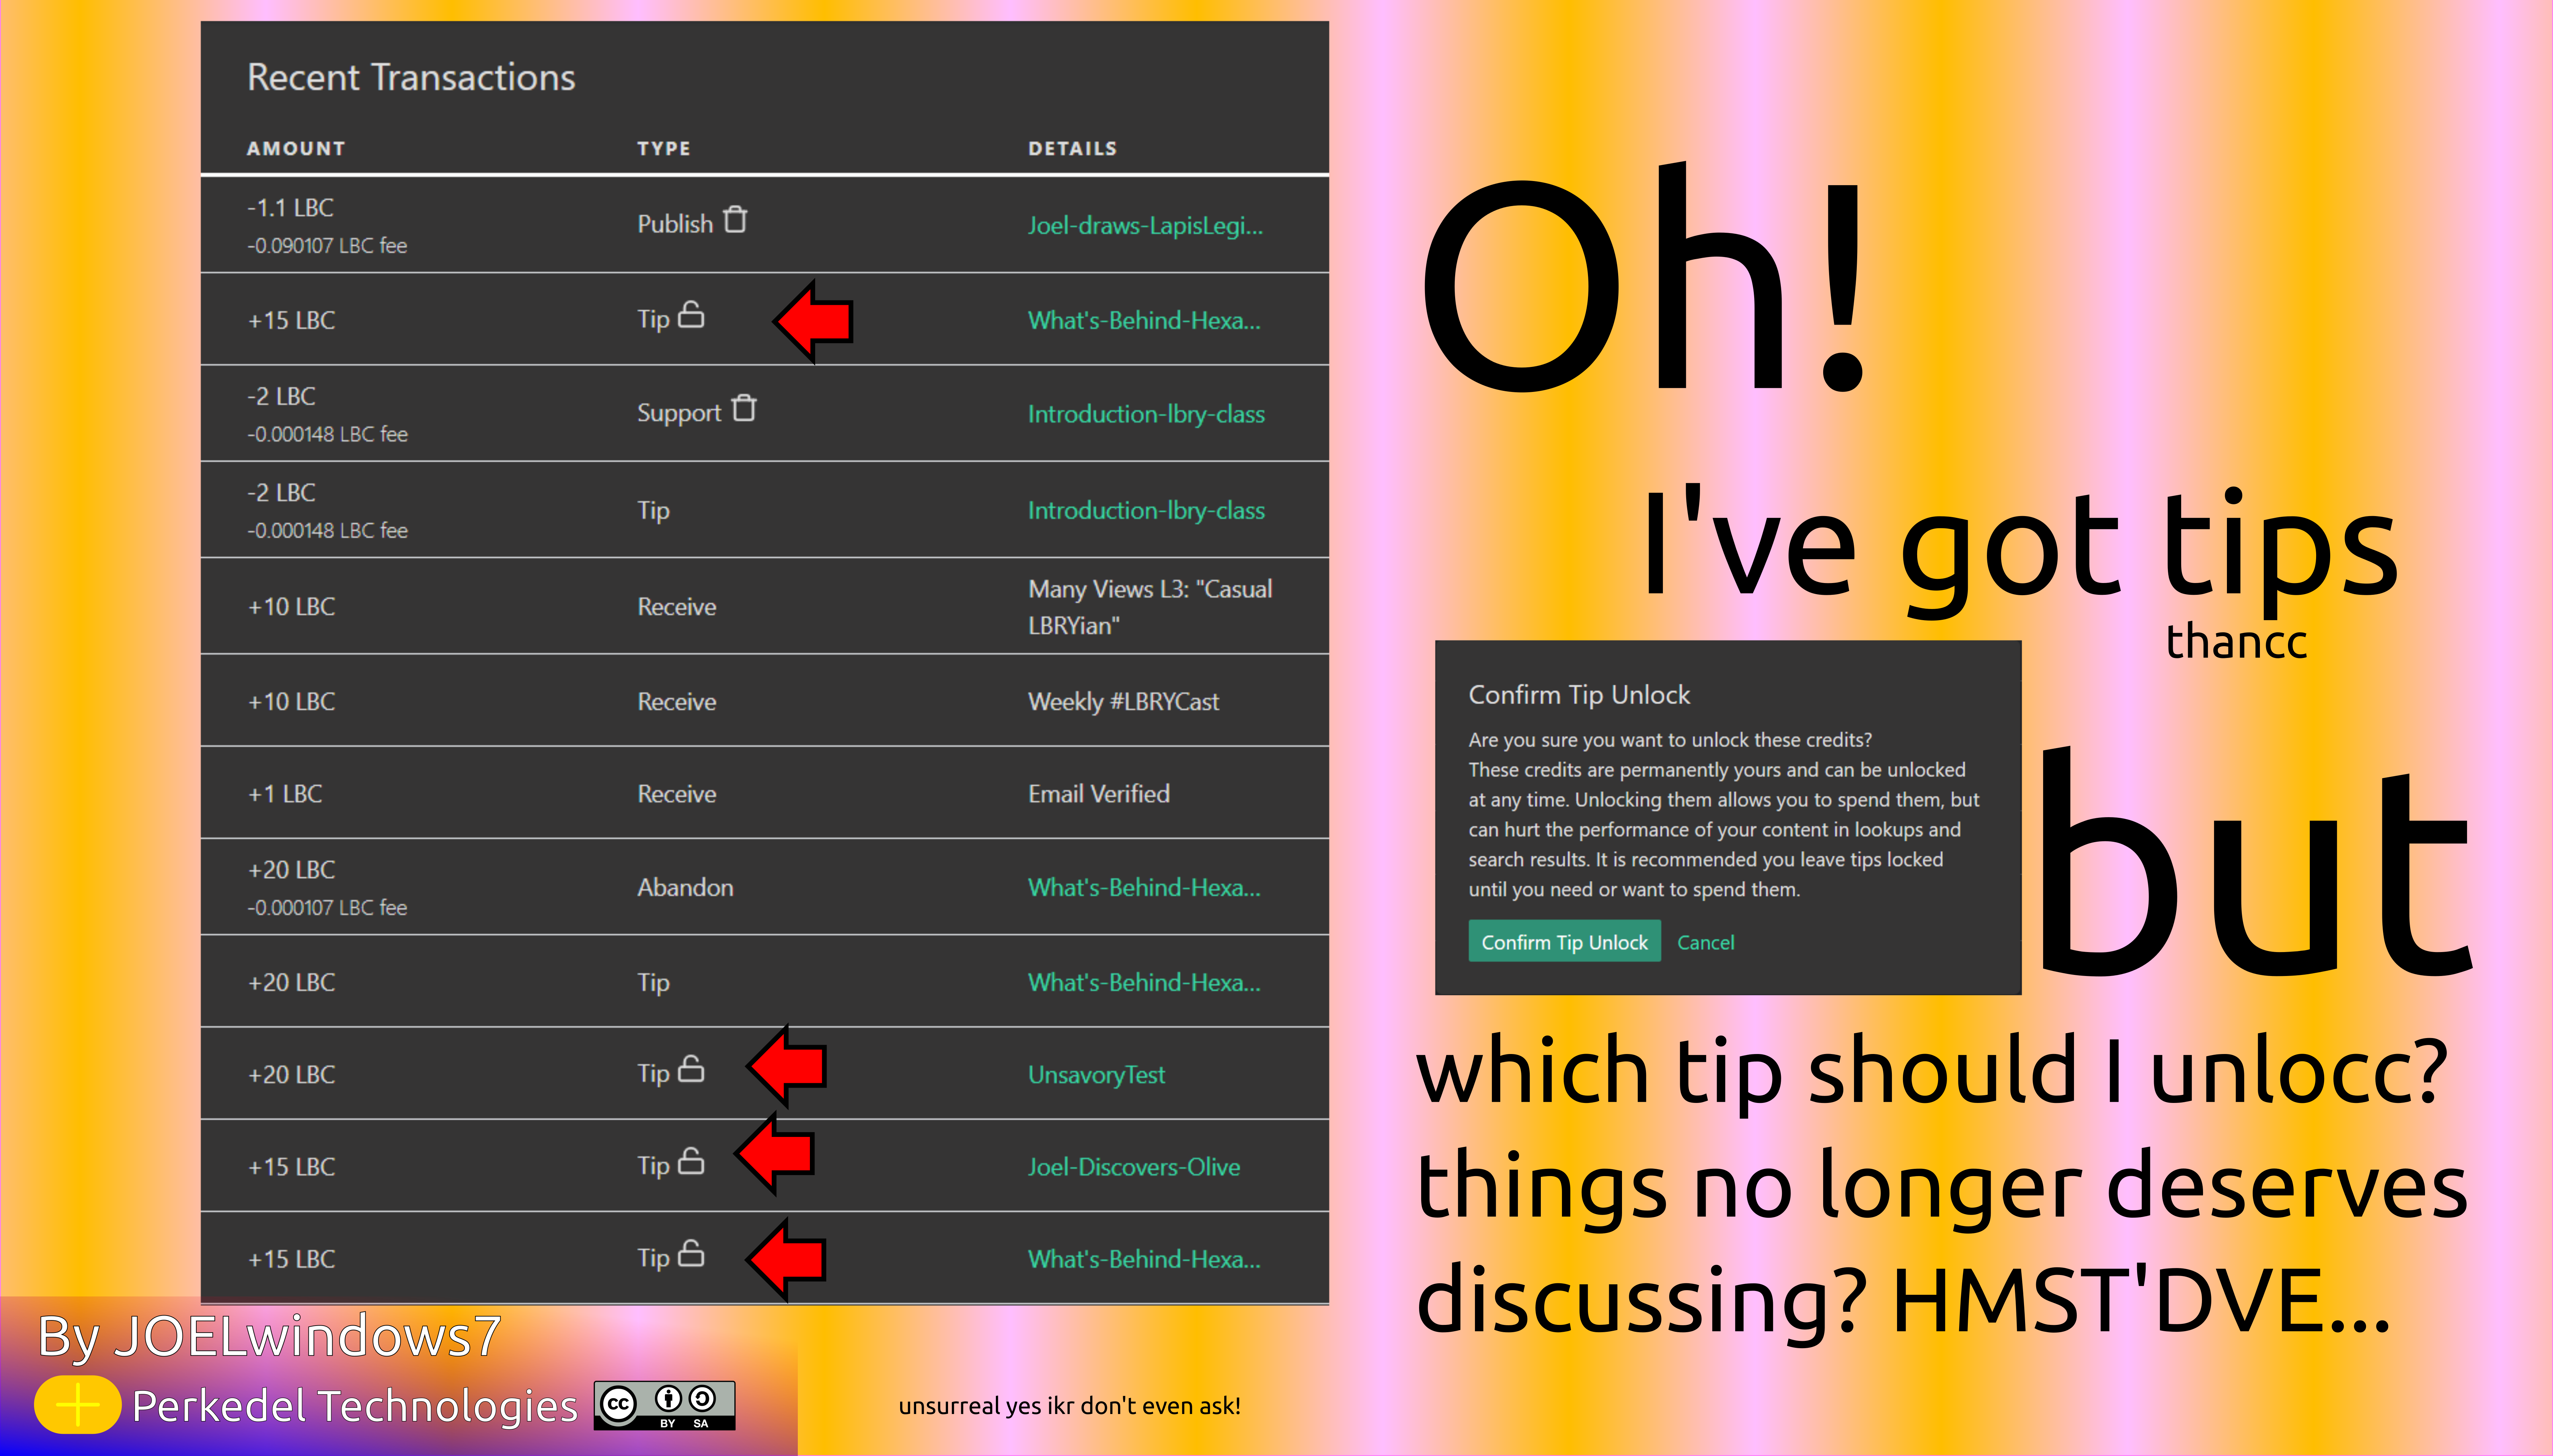 Recent Transactions
AMOUNT TYPE DETAILS
-1.1 LBC
-0.090107 LBC fee
Publish
Joel-draws-LapisLegi...
+15 LBC Tip What's-Behind-Hexa...
-2 LBC
-0.000148 LBC fee
Support
Introduction-lbry-class
-2 LBC
-0.000148 LBC fee
Tip
Introduction-lbry-class
+10 LBC
Receive
Many Views L3: "Casual
LBRYian"
+10 LBC Receive Weekly #LBRYCast
+1 LBC Receive Email Verified
+20 LBC
-0.000107 LBC fee
Abandon
What's-Behind-Hexa...
+20 LBC Tip What's-Behind-Hexa...
+20 LBC Tip UnsavoryTest
+15 LBC Tip Joel-Discovers-Olive
+15 LBC Tip What's-Behind-Hexa...
Oh!
I've got tips
thancc
Confirm Tip Unlock
Are you sure you want to unlock these credits?
These credits are permanently yours and can be unlocked
at any time. Unlocking them allows you to spend them, but
can hurt the performance of your content in lookups and
search results. It is recommended you leave tips locked
until you need or want to spend them.
Confirm Tip Unlock Cancel
but
which tip should I unlocc?
things no longer deserves
discussing? HMST'DVE...
By JOELwindows7
Perkedel Technologies
cc BY SA
unsurreal yes ikr don't even ask!